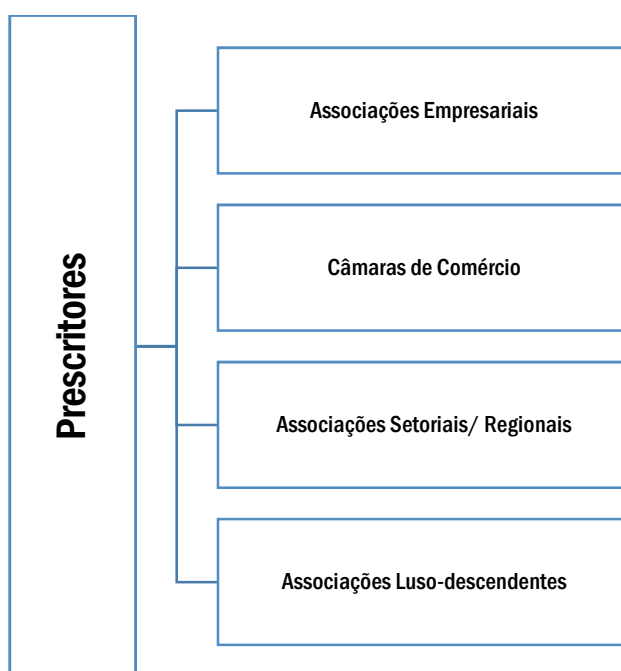 Prescritores
Associações Empresariais
Câmaras de Comércio
Associações Setoriais/ Regionais
Associações Luso-descendentes